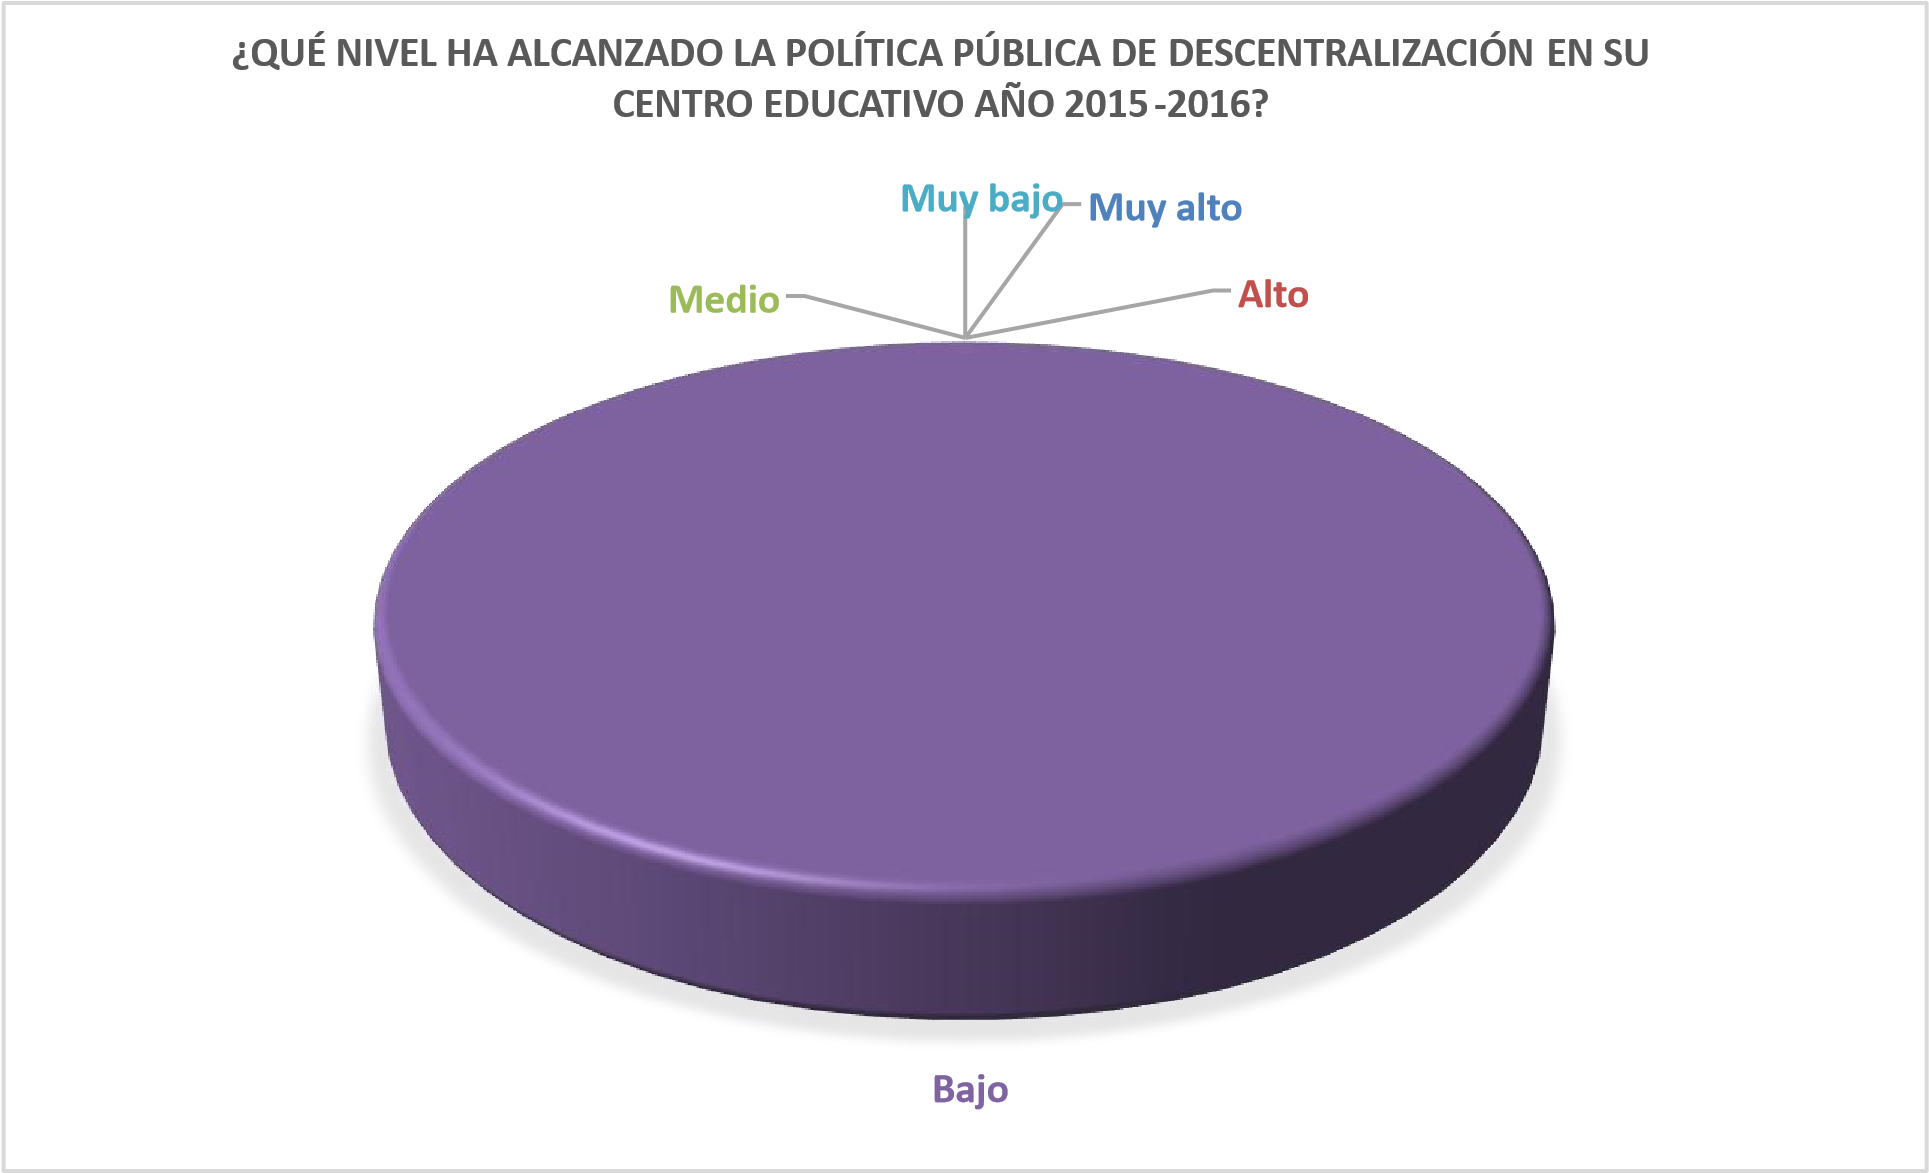 ¿QUÉ NIVEL HA ALCANZADO LA POLÍTICA PÚBLICA DE DESCENTRALIZACIÓN EN SU
CENTRO EDUCATIVO AÑO 2015-2016?
Muy bajo
Muy alto
Medio
Alto
Bajo